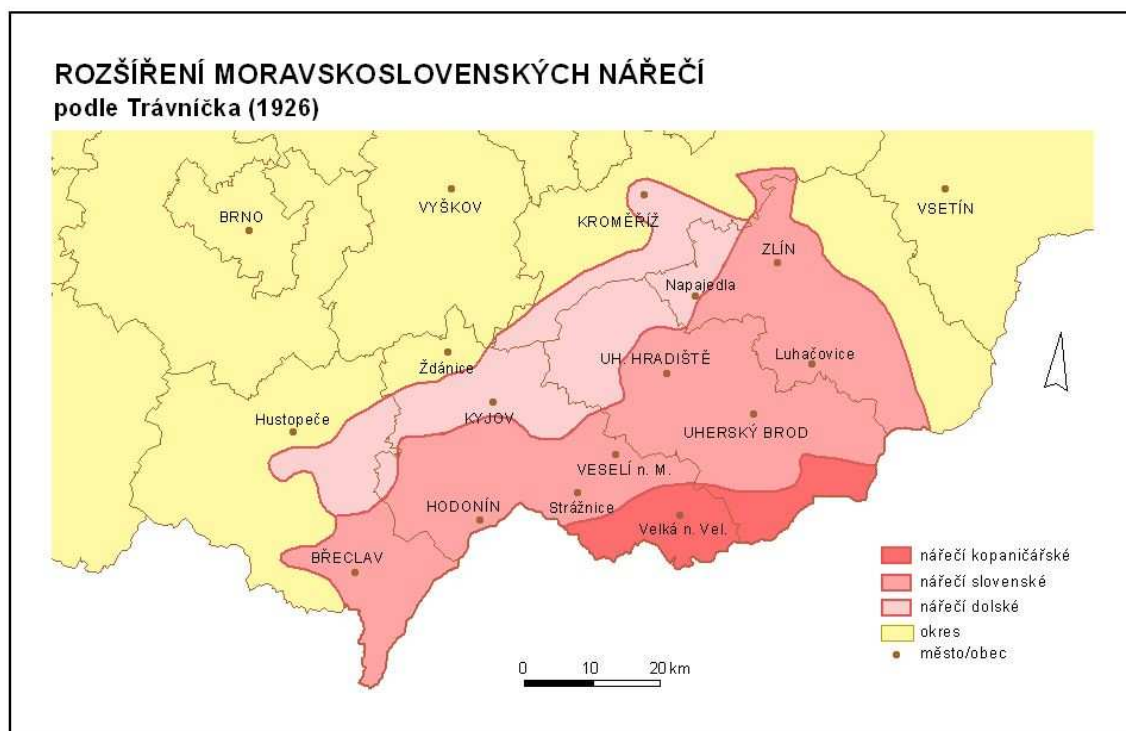 ROZŠÍŘENÍ MORAVSKOSLOVENSKÝCH NÁŘEČÍ
podle Trávníčka (1926)
BRNO
VYŠKOV
KROMĚŘÍŽ
VSETÍN
ZLÍN
Napajedla
Ždánice
UH. HRADIŠTĚ
Luhačovice
Hustopeče
KYJOV
UHERSKÝ BROD
VESELÍ n. M.
HODONÍN
Strážnice
Velká n. Vel.
BŘECLAV
nářečí kopaničářské
nářečí slovenské
nářečí dolské
okres
město/obec
0 10 20 km